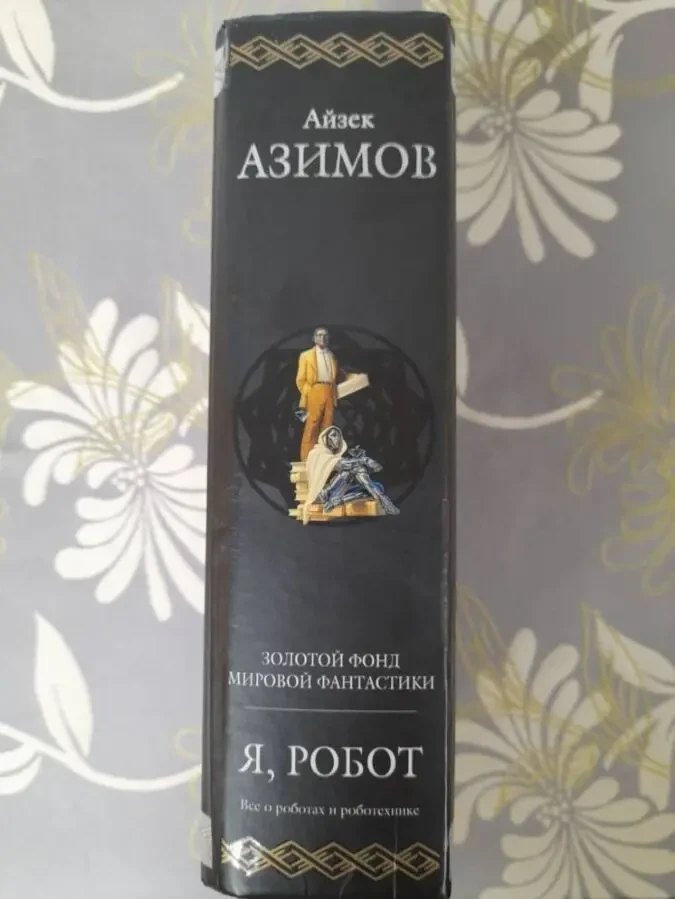 Айзек
АЗИМОВ
ЗОЛОТОЙ ФОНД
МИРОВОЙ ФАНТАСТИКИ
Я, РОБОТ
Все о роботах и роботехнике